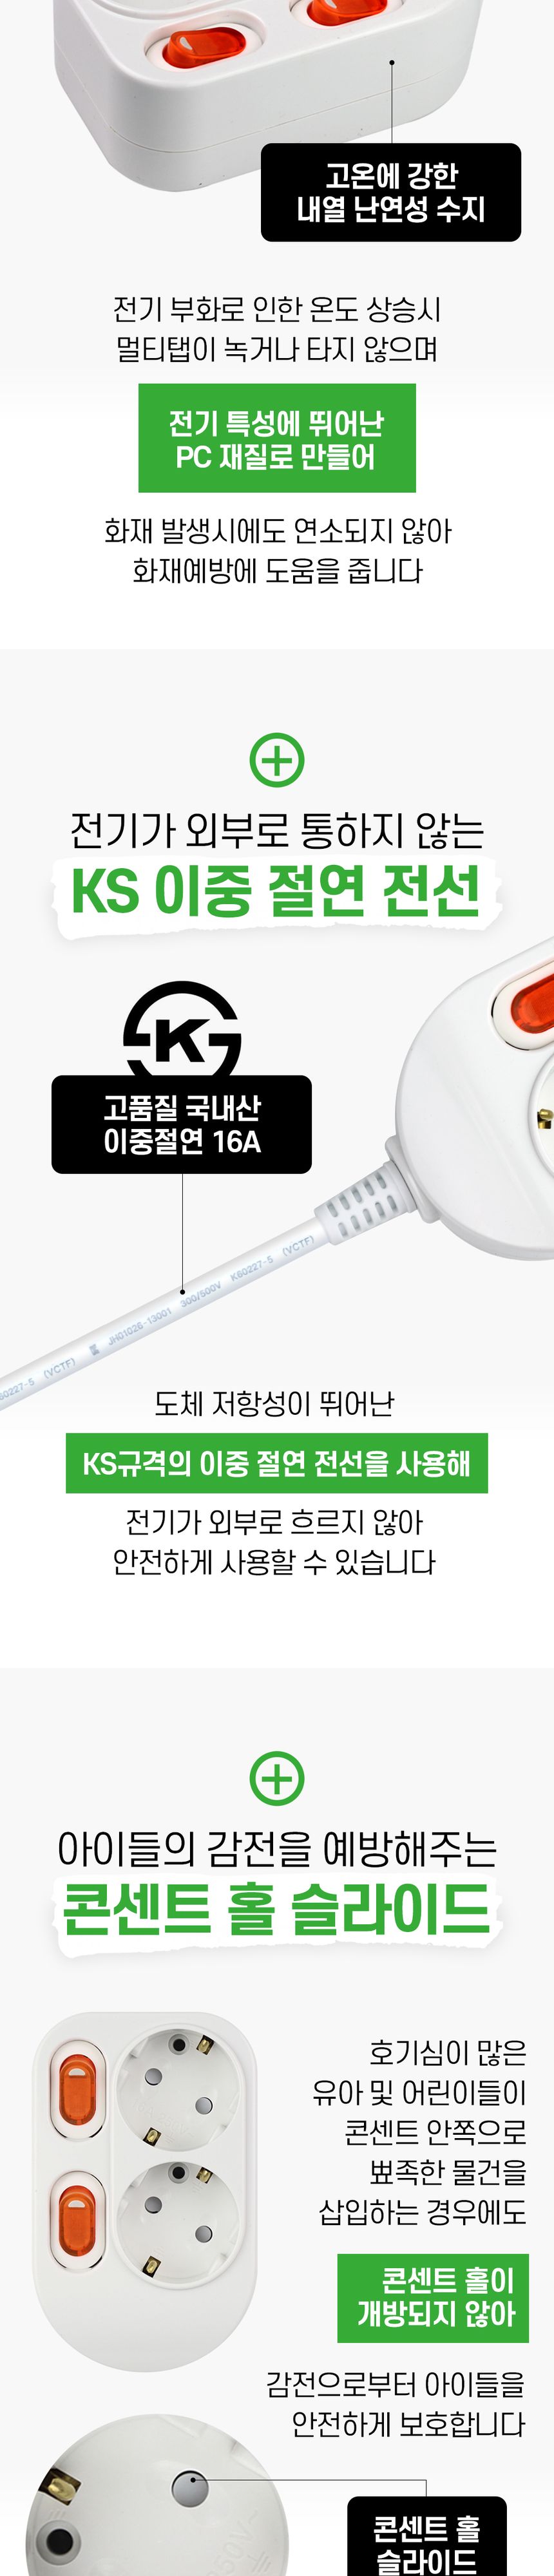 고온에 강한
내열 난연성 수지
전기 부화로 인한 온도 상승시
멀티탭이 녹거나 타지 않으며
전기 특성에 뛰어난
PC 재질로 만들어
화재 발생시에도 연소되지 않아
화재예방에 도움을 줍니다
전기가 외부로 통하지 않는
KS 이중 절연 전선
K
고품질 국내산
이중절연 16A
60227-5 (VCTF) JH01026-13001 300/500V K60227-5 (VCTF)
도체 저항성이 뛰어난
KS규격의 이중 절연 전선을 사용해
전기가 외부로 흐르지 않아
안전하게 사용할 수 있습니다
아이들의 감전을 예방해주는
콘센트 홀 슬라이드
호기심이 많은
유아 및 어린이들이
콘센트 안쪽으로
뾰족한 물건을
삽입하는 경우에도
콘센트 홀이
개방되지 않아
감전으로부터 아이들을
안전하게 보호합니다
콘센트 홀
슬라이드